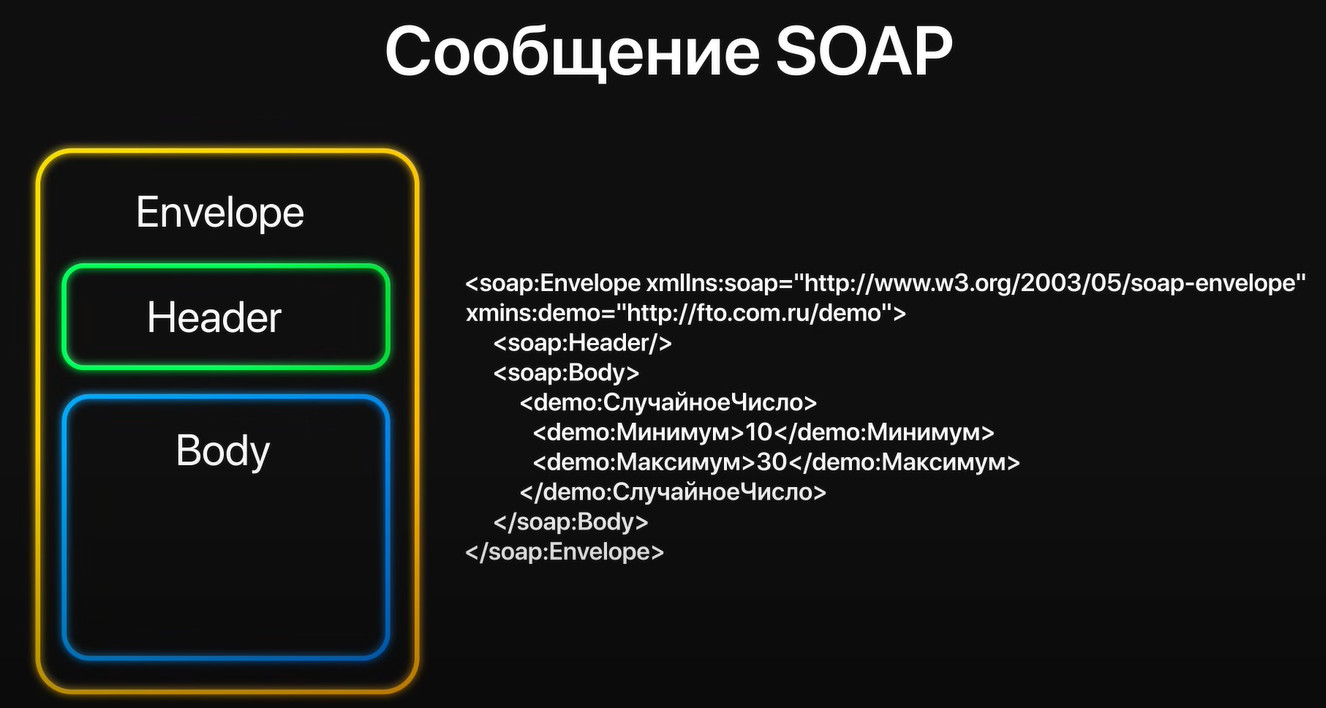 Сообщение SOAP
Envelope
Header
Body
<soap:Envelope xmllns:soap="http://www.w3.org/2003/05/soap-envelope"
xmins:demo="http://fto.com.ru/demo">
<soap:Header/>
<soap:Body>
<demo:СлучайноеЧисло>
<demo:Минимум>10</demo:Минимум>
<demo:Максимум>30</demo:Максимум>
</demo:СлучайноеЧисло>
</soap:Body>
</soap:Envelope>